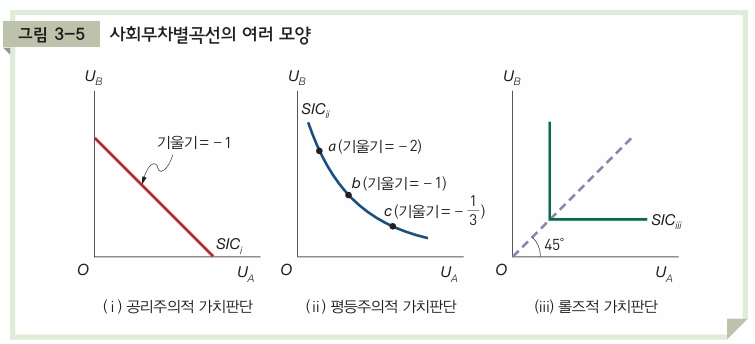 그림 3-5 사회무차별곡선의 여러 모양
U_B
기울기 = -1
SIC_i
O
U_A
(ⅰ) 공리주의적 가치판단
U_B
SIC_ii
a (기울기 = -2)
b (기울기 = -1)
c (기울기 = -1/3)
O
U_A
(ⅱ) 평등주의적 가치판단
U_B
SIC_iii
45°
O
U_A
(ⅲ) 롤즈적 가치판단